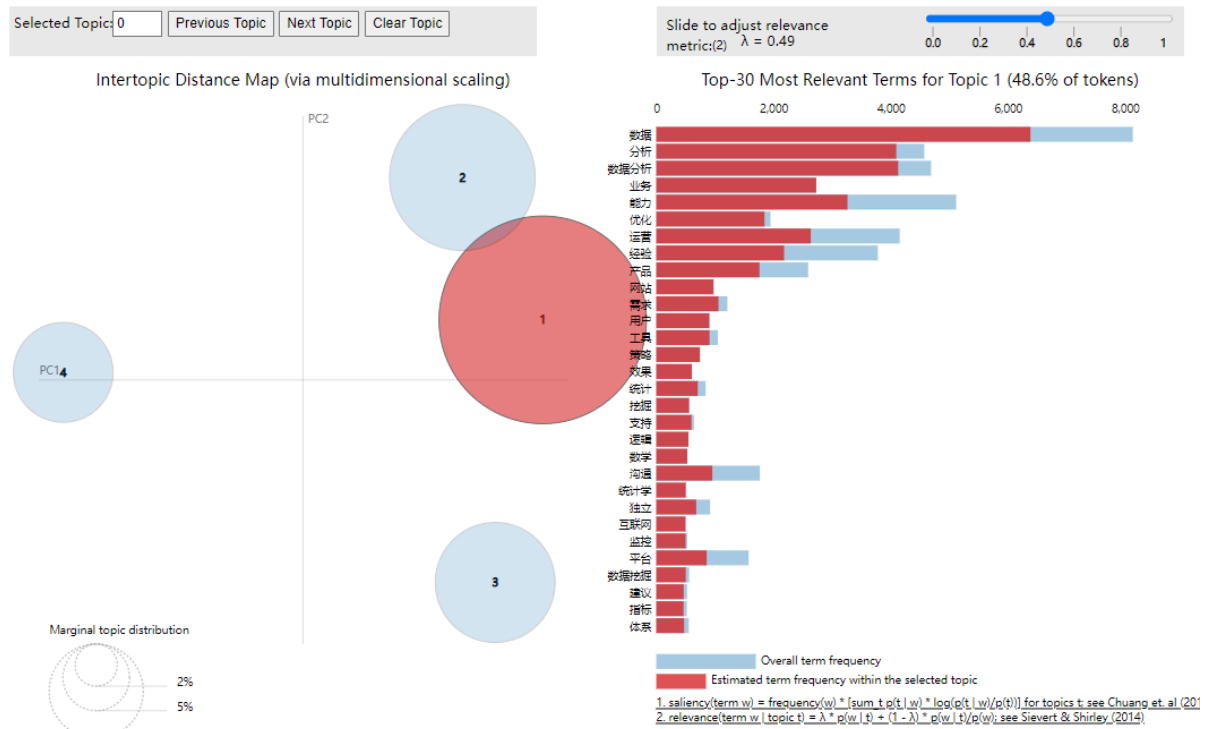 Selected Topic: 0 Previous Topic Next Topic Clear Topic
Slide to adjust relevance
metric:(2) λ = 0.49
0.0 0.2 0.4 0.6 0.8 1
Intertopic Distance Map (via multidimensional scaling)
PC2
2
1
PC1 4
3
Marginal topic distribution
2%
5%
Top-30 Most Relevant Terms for Topic 1 (48.6% of tokens)
0 2,000 4,000 6,000 8,000
数据
分析
数据分析
业务
能力
优化
运营
经验
产品
网站
需求
用户
工具
策略
效果
统计
挖掘
支持
逻辑
数学
沟通
统计学
独立
互联网
监控
平台
数据挖掘
建议
指标
体系
Overall term frequency
Estimated term frequency within the selected topic
1. saliency(term w) = frequency(w) * [sum_t p(t | w) * log(p(t | w)/p(t))] for topics t; see Chuang et. al (201
2. relevance(term w | topic t) = λ * p(w | t) + (1 - λ) * p(w | t)/p(w); see Sievert & Shirley (2014)